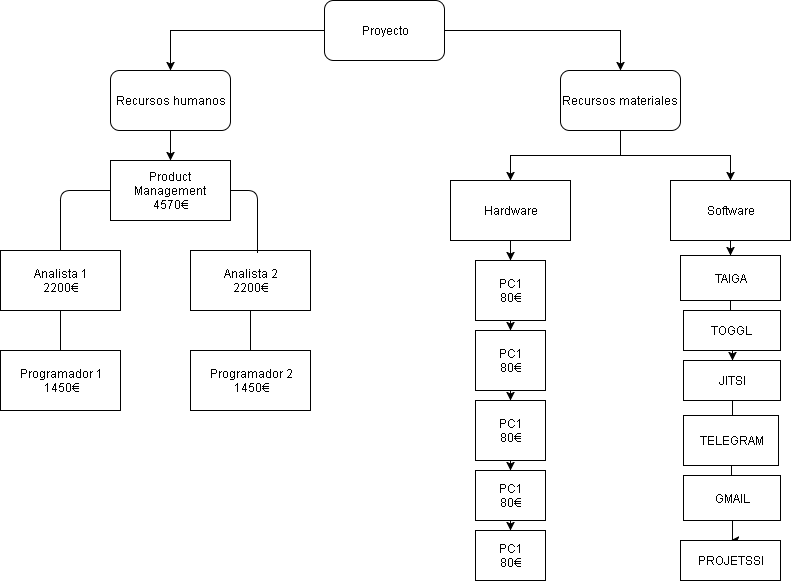 Proyecto
Recursos humanos
Recursos materiales
Product
Management
4570€
Hardware
Software
Analista 1
2200€
Analista 2
2200€
PC1
80€
TAIGA
TOGGL
Programador 1
1450€
Programador 2
1450€
PC1
80€
JITSI
PC1
80€
TELEGRAM
PC1
80€
GMAIL
PC1
80€
PROJETSSI